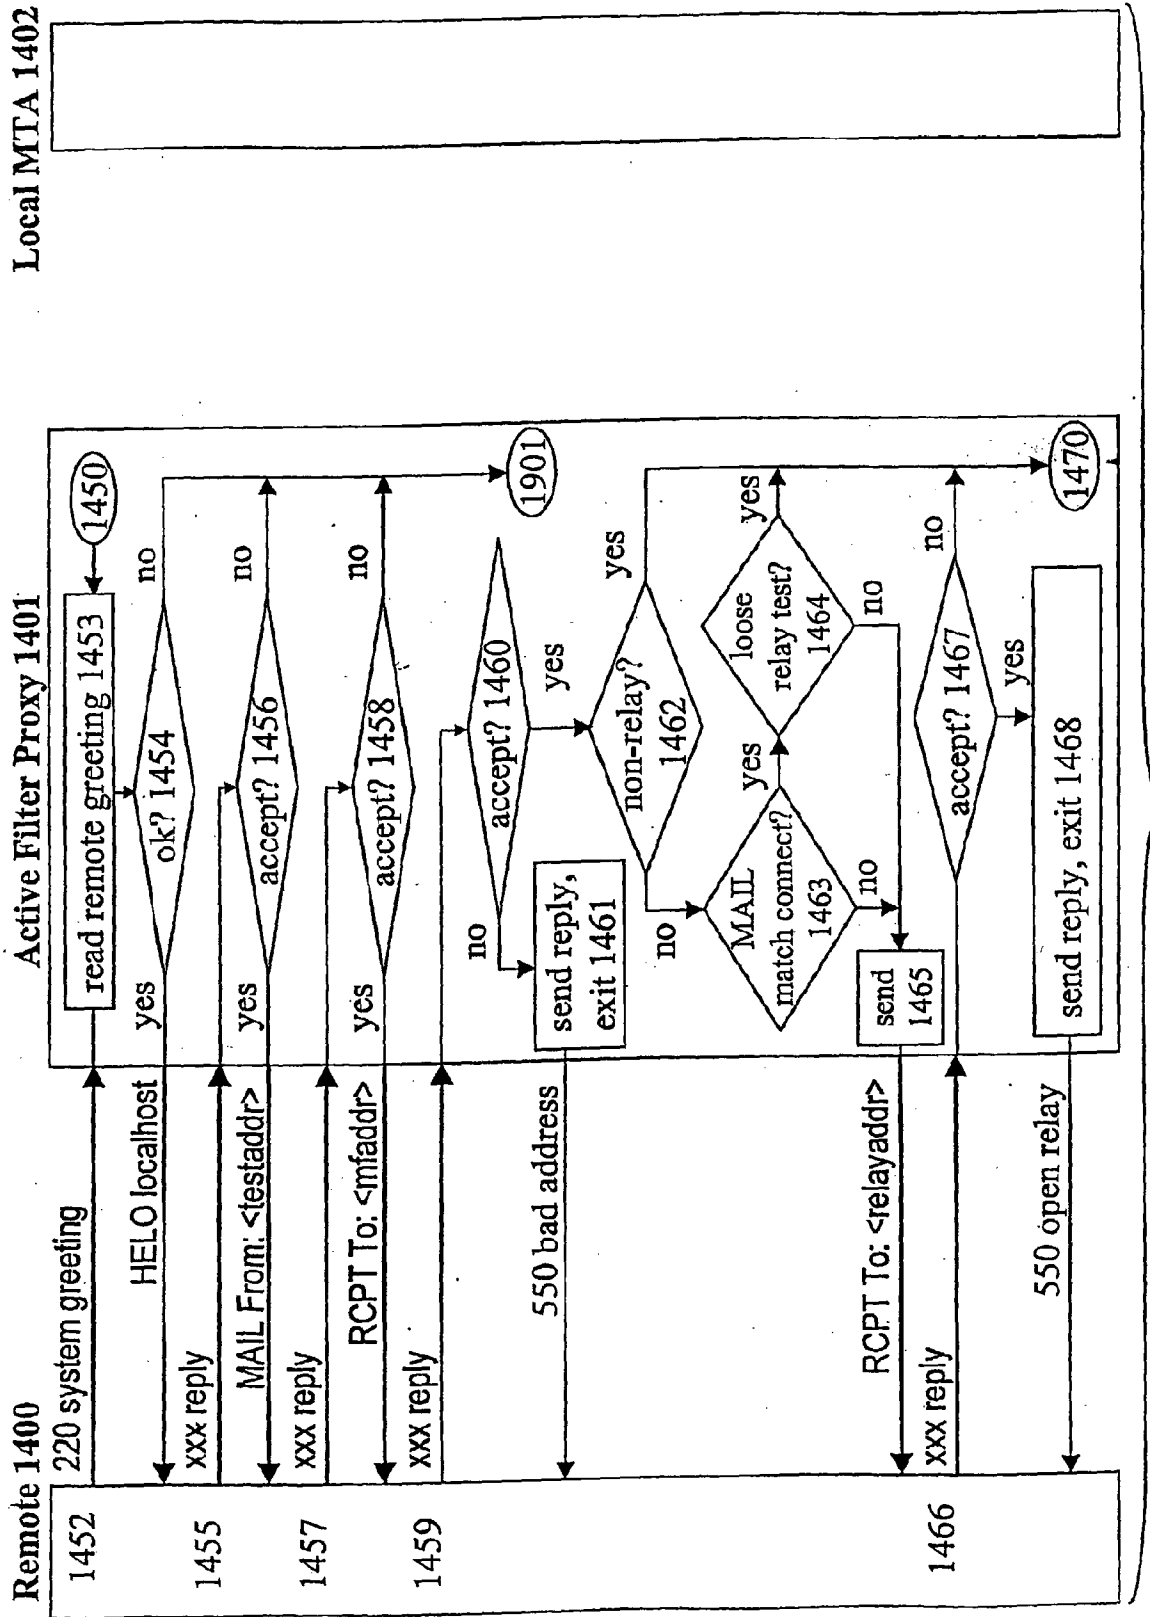 Remote 1400
Active Filter Proxy 1401
Local MTA 1402
1452
220 system greeting
read remote greeting 1453
1450
HELO localhost
yes
ok? 1454
no
1455
xxx reply
MAIL From: <testaddr>
yes
accept? 1456
no
1457
xxx reply
RCPT To: <mfaddr>
yes
accept? 1458
no
1459
xxx reply
accept? 1460
no
yes
1901
550 bad address
send reply,
exit 1461
non-relay?
1462
yes
no
MAIL
match connect?
1463
yes
no
loose
relay test?
1464
yes
no
RCPT To: <relayaddr>
send
1465
1466
xxx reply
accept? 1467
no
yes
1470
550 open relay
send reply, exit 1468